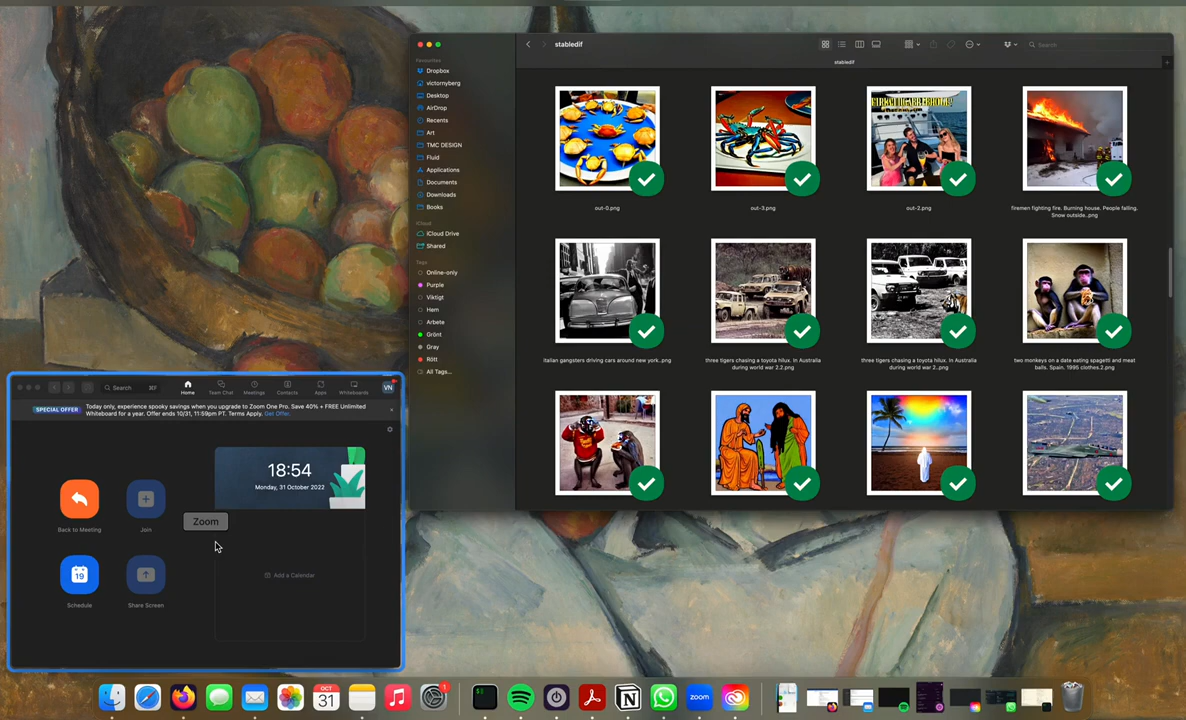 stabledif
Search
stabledif
Favourites
Dropbox
victornyberg
Desktop
AirDrop
Recents
Art
TMC DESIGN
Fluid
Applications
Documents
Downloads
Books
iCloud
iCloud Drive
Shared
Tags
Online-only
Purple
Viktigt
Hem
Arbete
Grönt
Gray
Rött
All Tags...
out-0.png
out-3.png
out-2.png
firemen fighting fire. Burning house. People falling.
Snow outside..png
italian gangsters driving cars around new york..png
three tigers chasing a toyota hilux. In Australia
during world war 2.2.png
three tigers chasing a toyota hilux. In Australia
during world war 2..png
two monkeys on a date eating spagetti and meat
balls. Spain. 1995 clothes.2.png
Search
⌘F
Home
Team Chat
Meetings
Contacts
Apps
Whiteboards
VN
SPECIAL OFFER
Today only, experience spooky savings when you upgrade to Zoom One Pro. Save 40% + FREE Unlimited
Whiteboard for a year. Offer ends 10/31, 11:59pm PT. Terms Apply. Get Offer.
18:54
Monday, 31 October 2022
Back to Meeting
Join
Zoom
19
Add a Calendar
Schedule
Share Screen
OCT
31
1
zoom